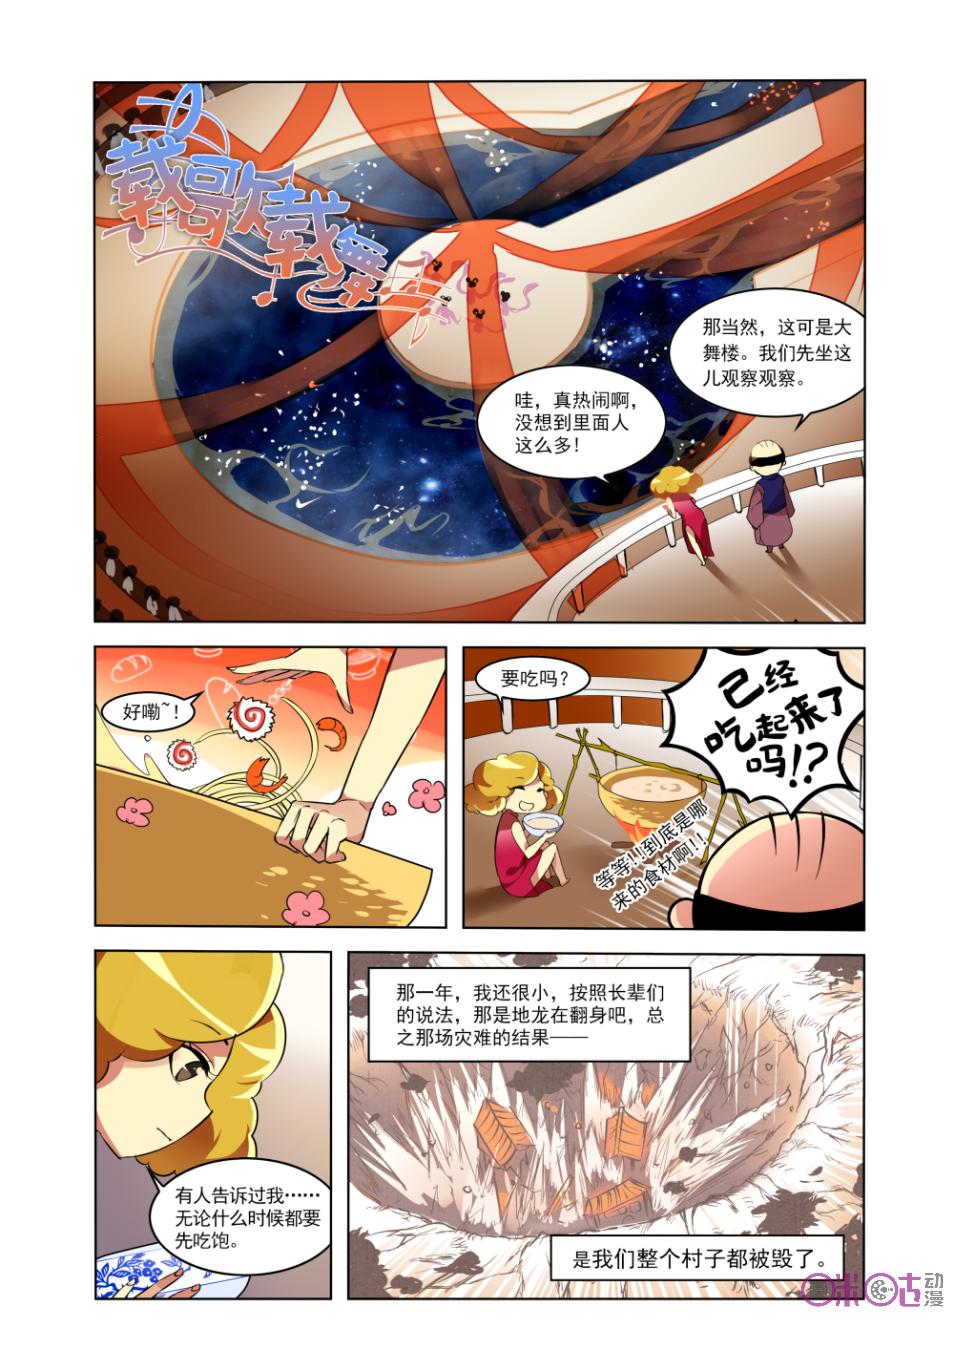 载歌载舞
哇，真热闹啊，
没想到里面人
这么多！
那当然，这可是大
舞楼。我们先坐这
儿观察观察。
好嘞~！
要吃吗？
已经
吃起来了
吗!!?
等等!!到底是哪
来的食材啊!!
有人告诉过我……
无论什么时候都要
先吃饱。
那一年，我还很小，按照长辈们
的说法，那是地龙在翻身吧，总
之那场灾难的结果——
是我们整个村子都被毁了。
咪咕
动
漫